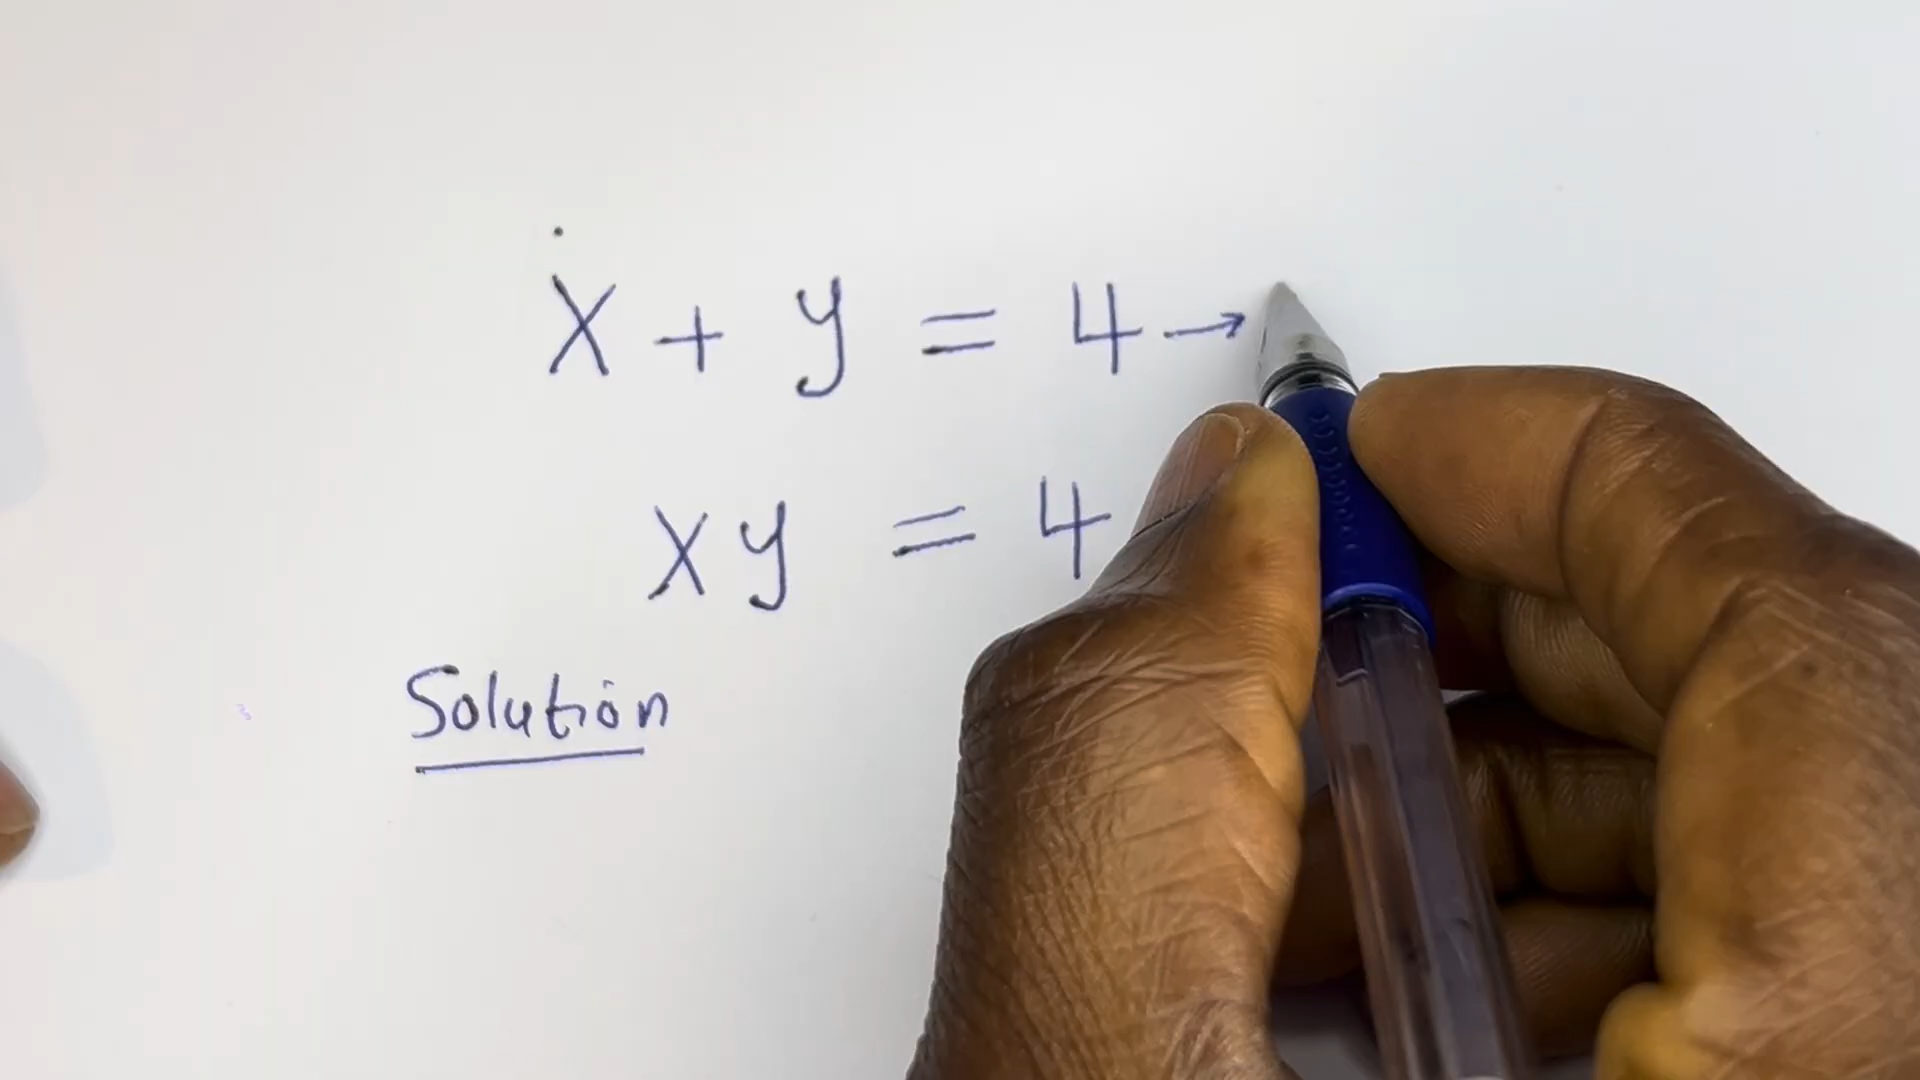 x + y = 4 →
xy = 4
Solution